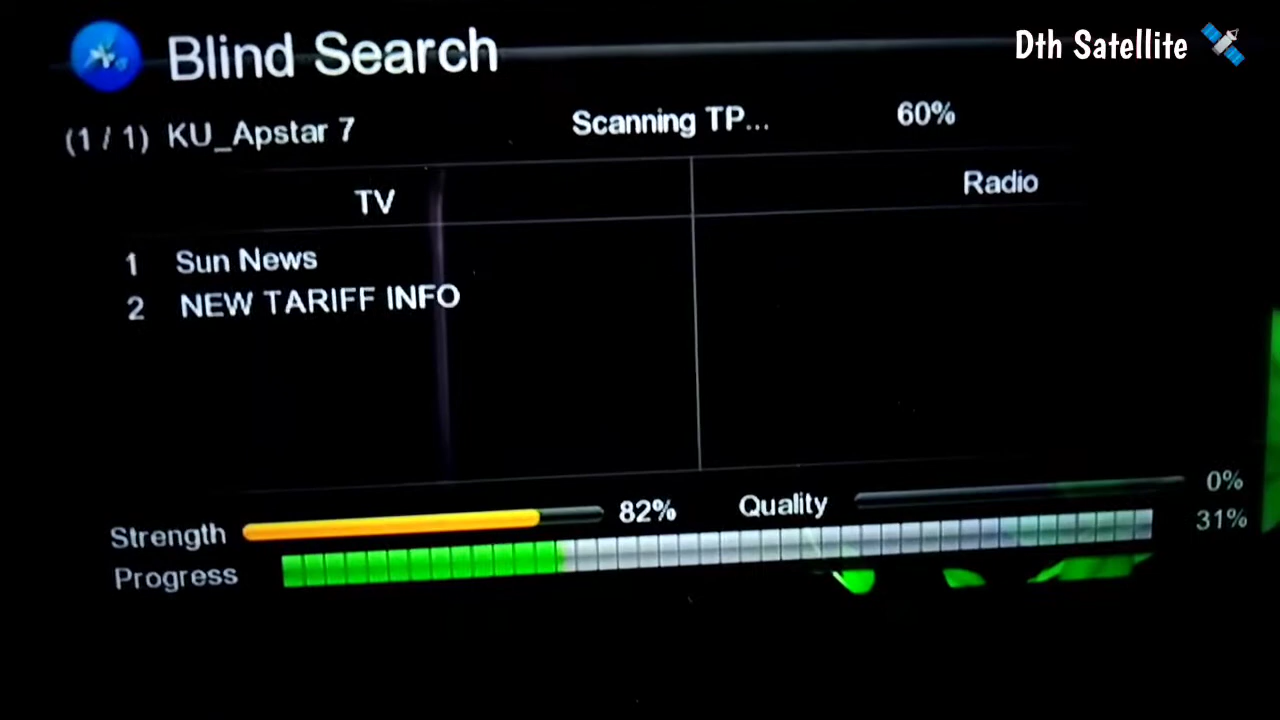 Blind Search
Dth Satellite
(1 / 1) KU_Apstar 7 Scanning TP... 60%
TV Radio
1 Sun News
2 NEW TARIFF INFO
Strength 82% Quality 0%
Progress 31%